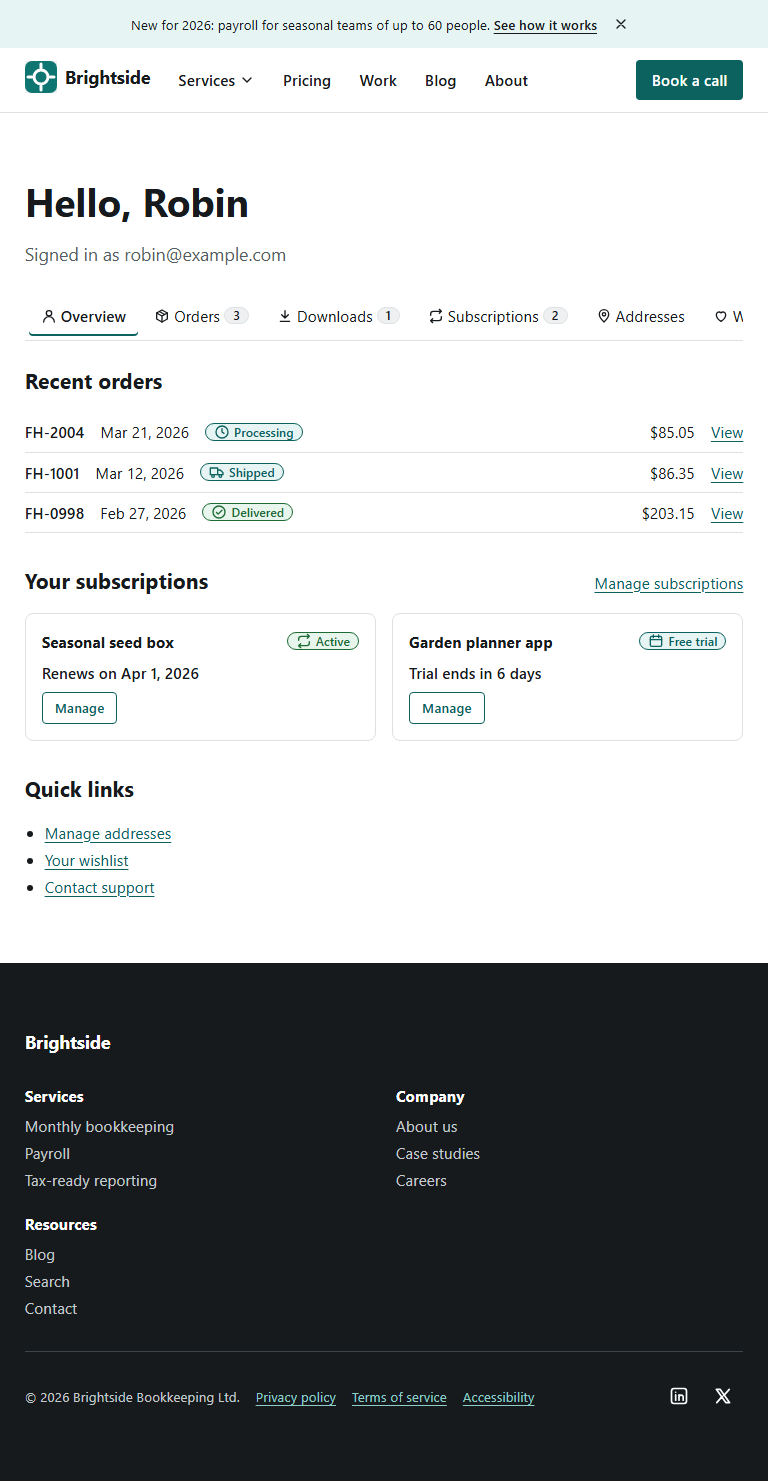 New for 2026: payroll for seasonal teams of up to 60 people. See how it works
Brightside Services Pricing Work Blog About Book a call
Hello, Robin
Signed in as robin@example.com
Overview Orders 3 Downloads 1 Subscriptions 2 Addresses W
Recent orders
FH-2004 Mar 21, 2026 Processing $85.05 View
FH-1001 Mar 12, 2026 Shipped $86.35 View
FH-0998 Feb 27, 2026 Delivered $203.15 View
Your subscriptions Manage subscriptions
Seasonal seed box Active
Renews on Apr 1, 2026
Manage
Garden planner app Free trial
Trial ends in 6 days
Manage
Quick links
Manage addresses
Your wishlist
Contact support
Brightside
Services
Monthly bookkeeping
Payroll
Tax-ready reporting
Company
About us
Case studies
Careers
Resources
Blog
Search
Contact
© 2026 Brightside Bookkeeping Ltd. Privacy policy Terms of service Accessibility